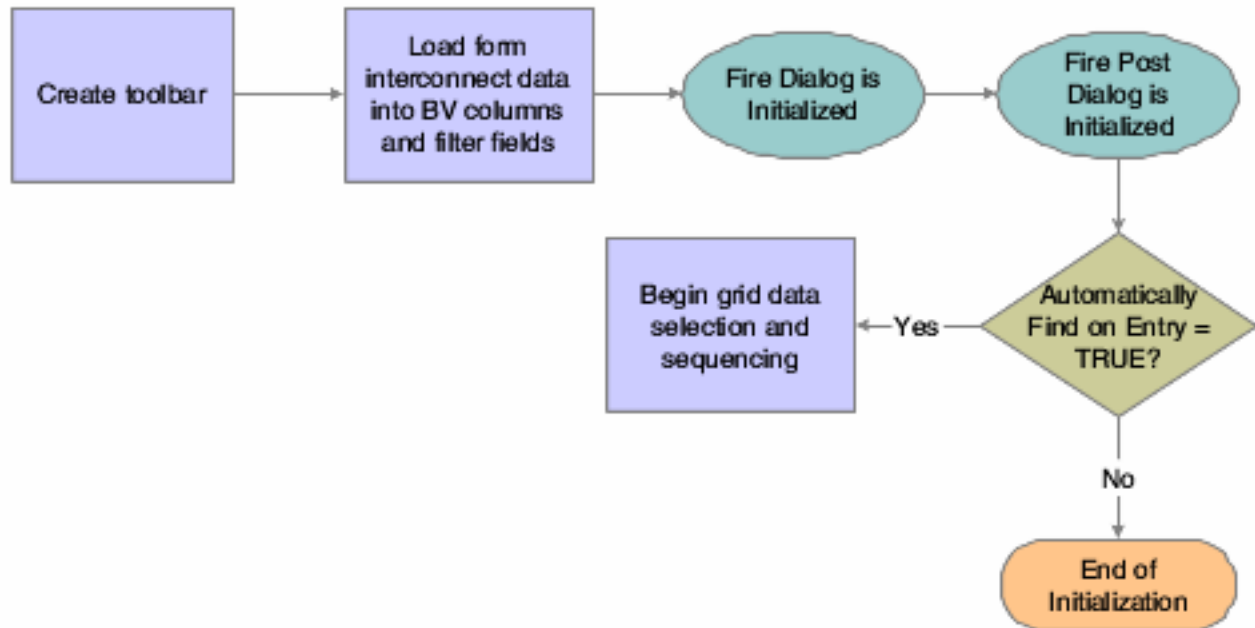 Create toolbar
Load form
interconnect data
into BV columns
and filter fields
Fire Dialog is
Initialized
Fire Post
Dialog is
Initialized
Automatically
Find on Entry =
TRUE?
Yes
Begin grid data
selection and
sequencing
No
End of
Initialization